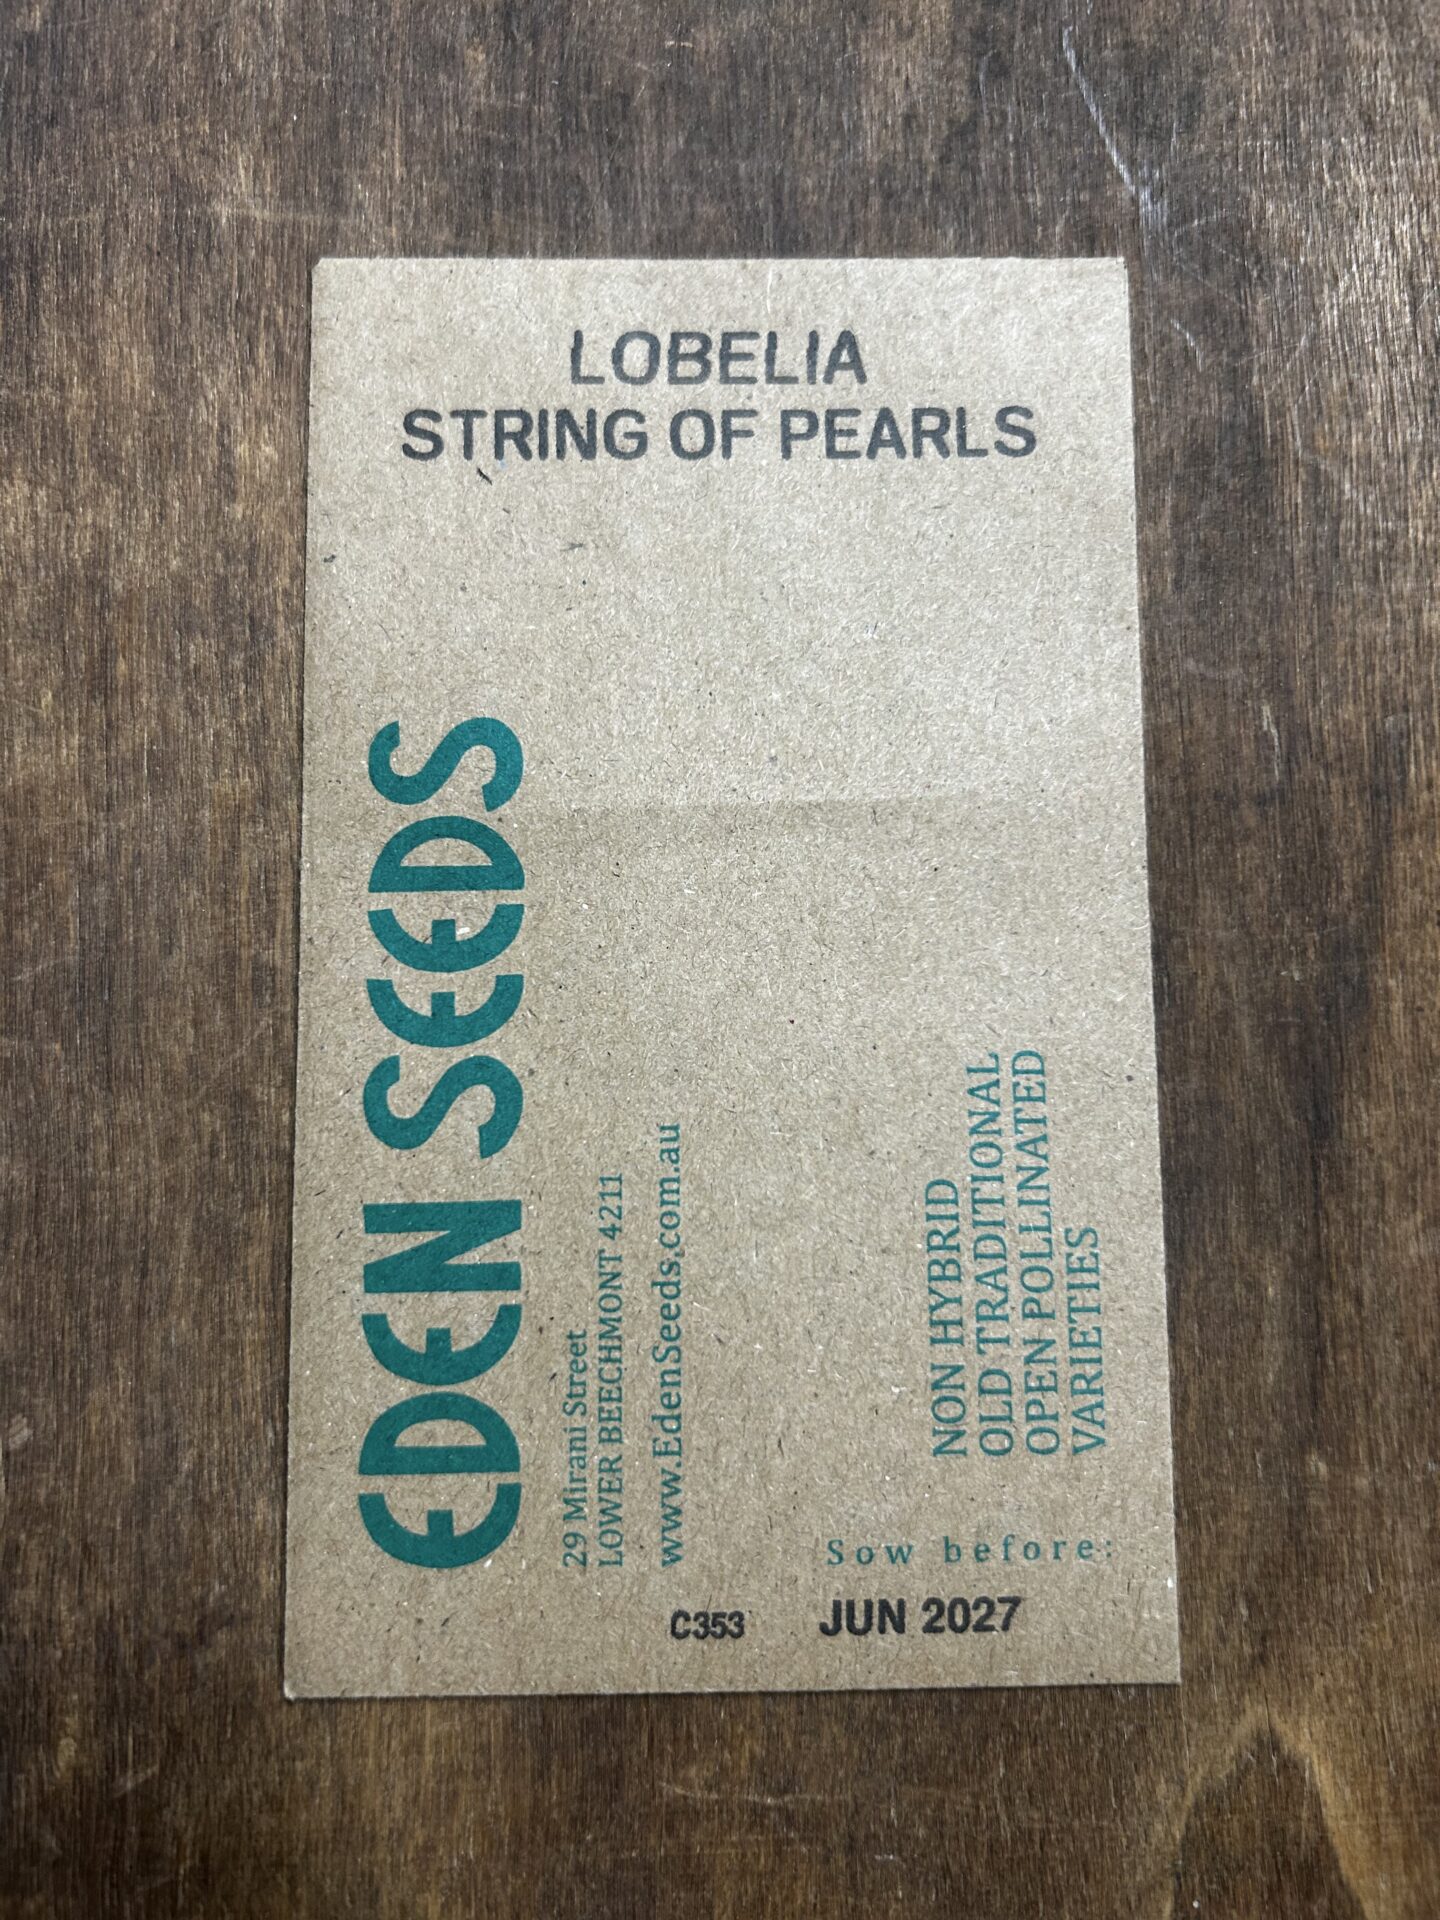 LOBELIA
STRING OF PEARLS
EDEN SEEDS
29 Mirani Street
LOWER BEECHMONT 4211
www.EdenSeeds.com.au
NON HYBRID
OLD TRADITIONAL
OPEN POLLINATED
VARIETIES
Sow before:
C353
JUN 2027